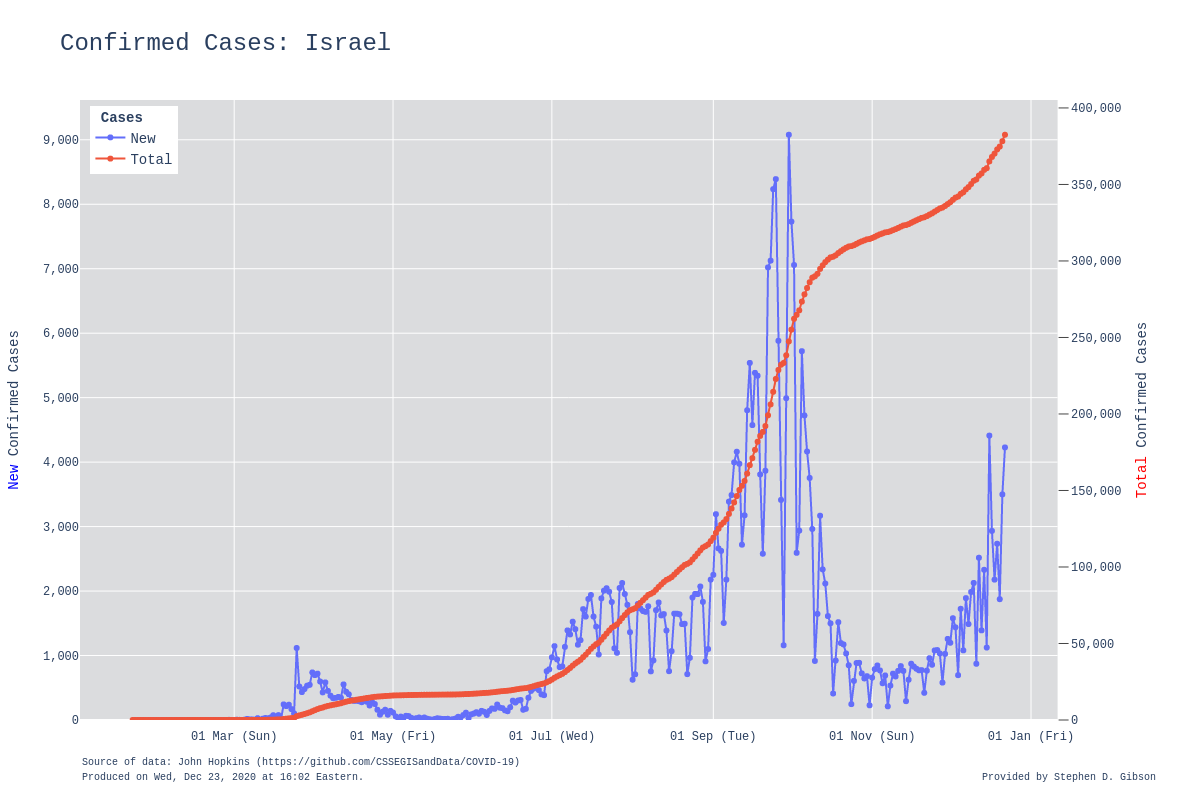 Confirmed Cases: Israel
Cases
New
Total
9,000
8,000
7,000
6,000
5,000
4,000
3,000
2,000
1,000
0
New Confirmed Cases
400,000
350,000
300,000
250,000
200,000
150,000
100,000
50,000
0
Total Confirmed Cases
01 Mar (Sun) 01 May (Fri) 01 Jul (Wed) 01 Sep (Tue) 01 Nov (Sun) 01 Jan (Fri)
Source of data: John Hopkins (https://github.com/CSSEGISandData/COVID-19)
Produced on Wed, Dec 23, 2020 at 16:02 Eastern.
Provided by Stephen D. Gibson